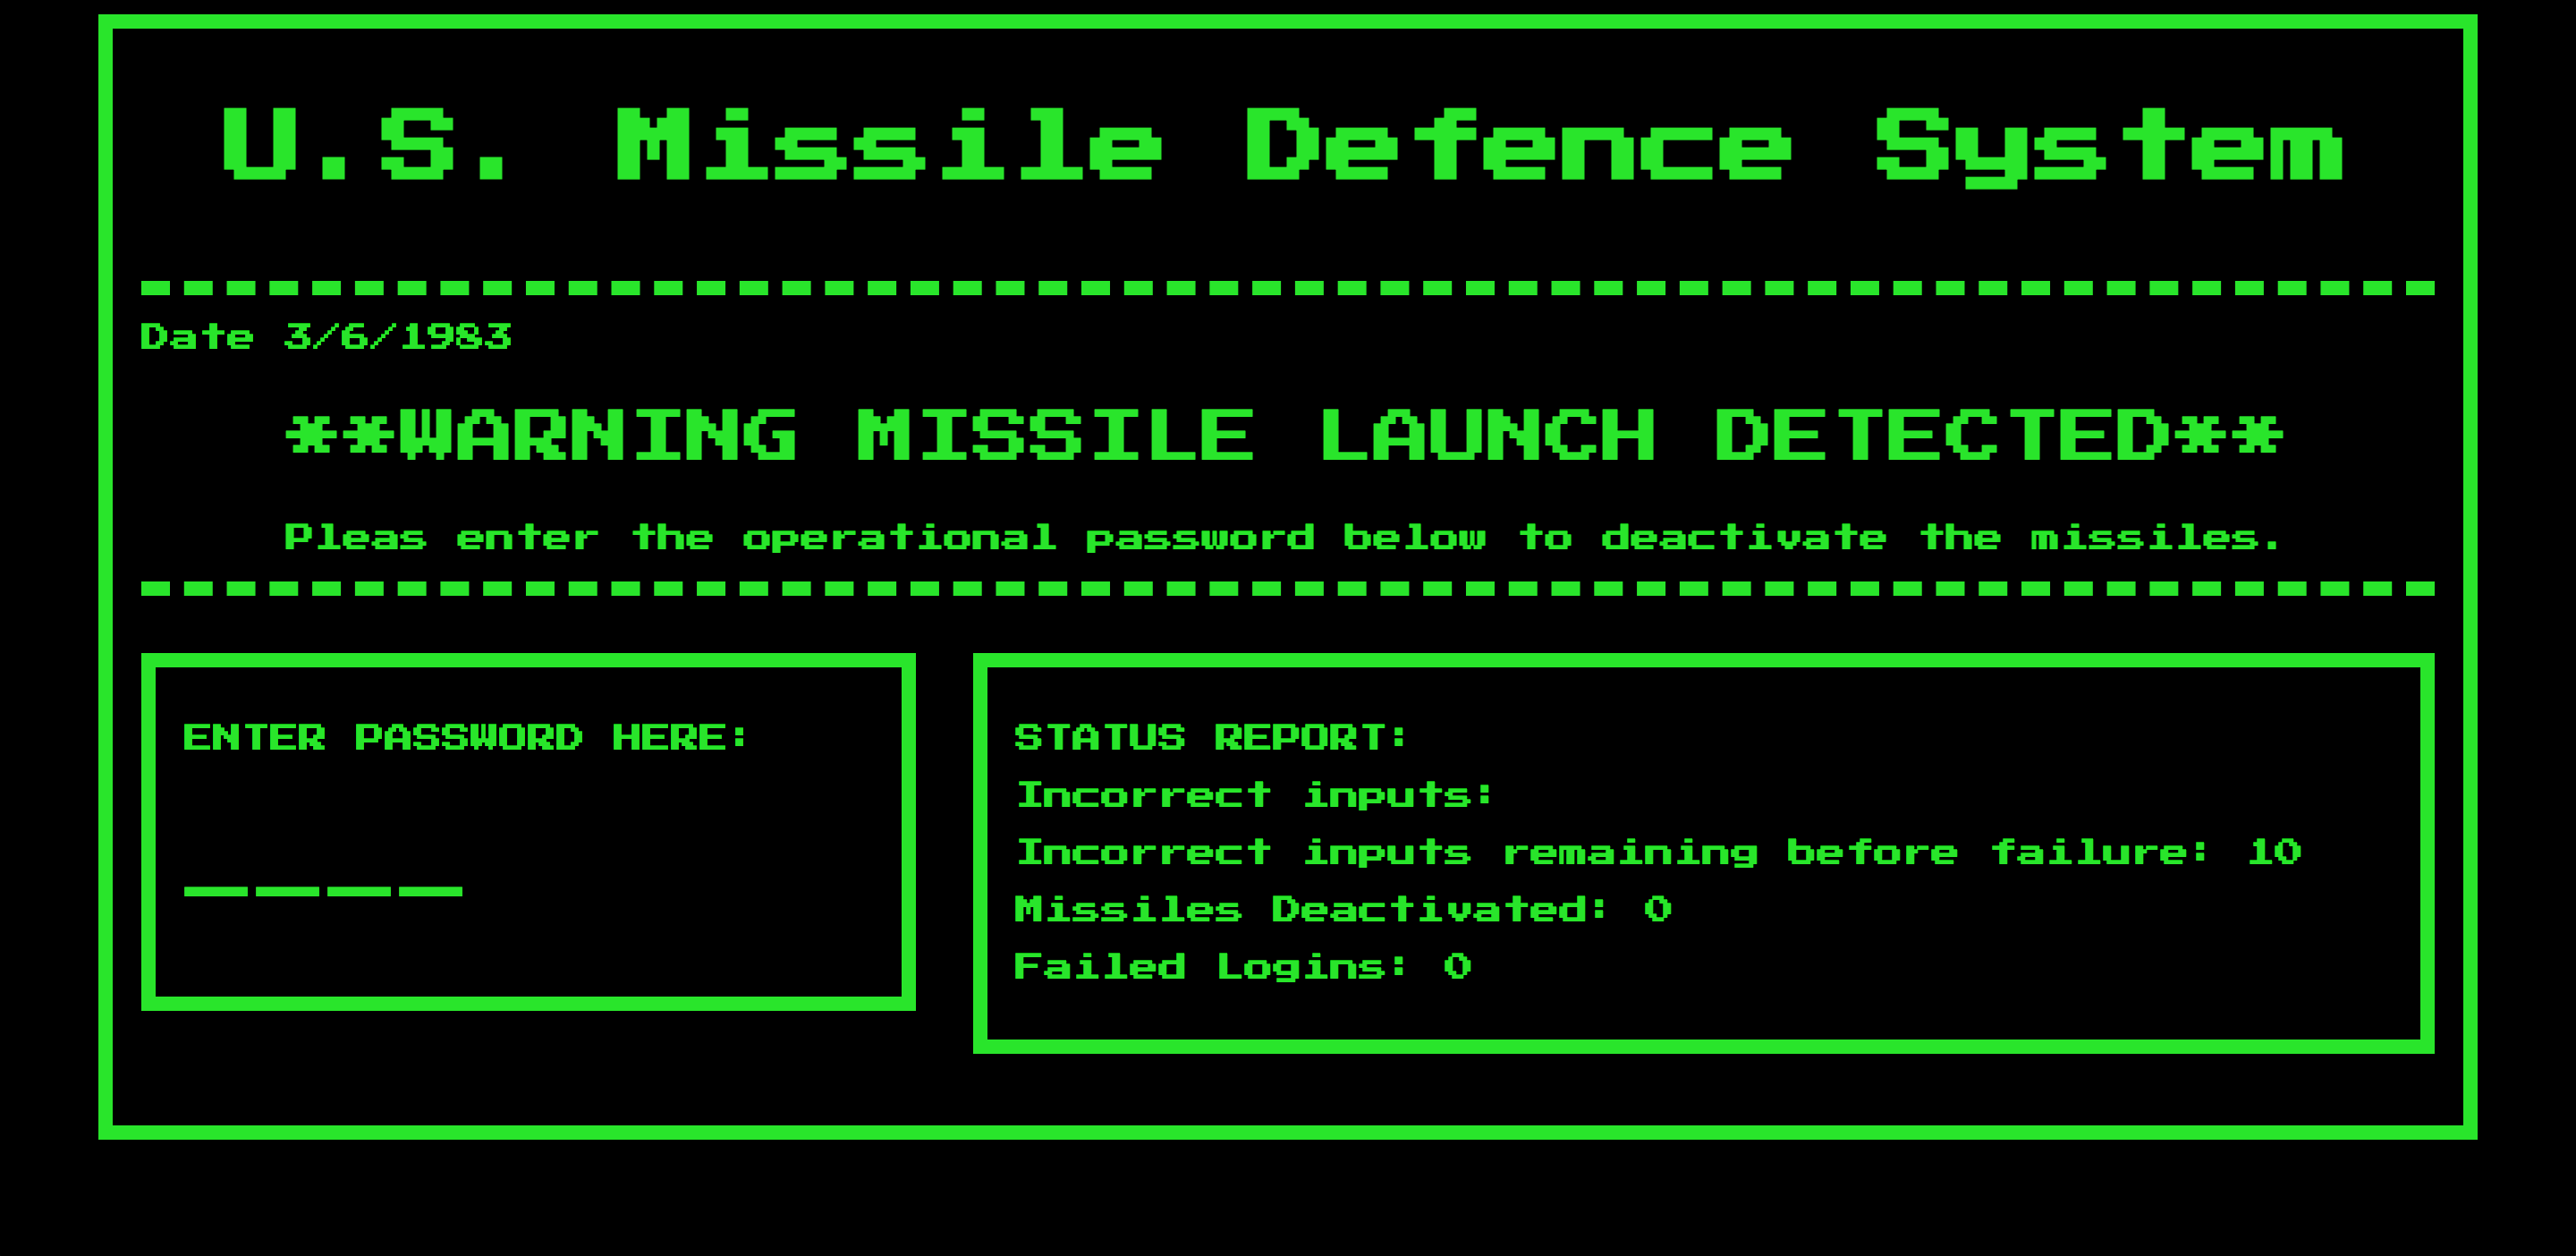 U.S. Missile Defence System
Date 3/6/1983
**WARNING MISSILE LAUNCH DETECTED**
Pleas enter the operational password below to deactivate the missiles.
ENTER PASSWORD HERE:
_ _ _ _
STATUS REPORT:
Incorrect inputs:
Incorrect inputs remaining before failure: 10
Missiles Deactivated: 0
Failed Logins: 0